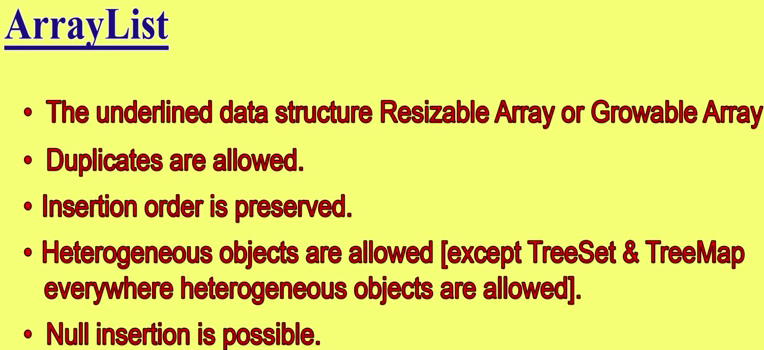 ArrayList
• The underlined data structure Resizable Array or Growable Array
• Duplicates are allowed.
• Insertion order is preserved.
• Heterogeneous objects are allowed [except TreeSet & TreeMap
everywhere heterogeneous objects are allowed].
• Null insertion is possible.